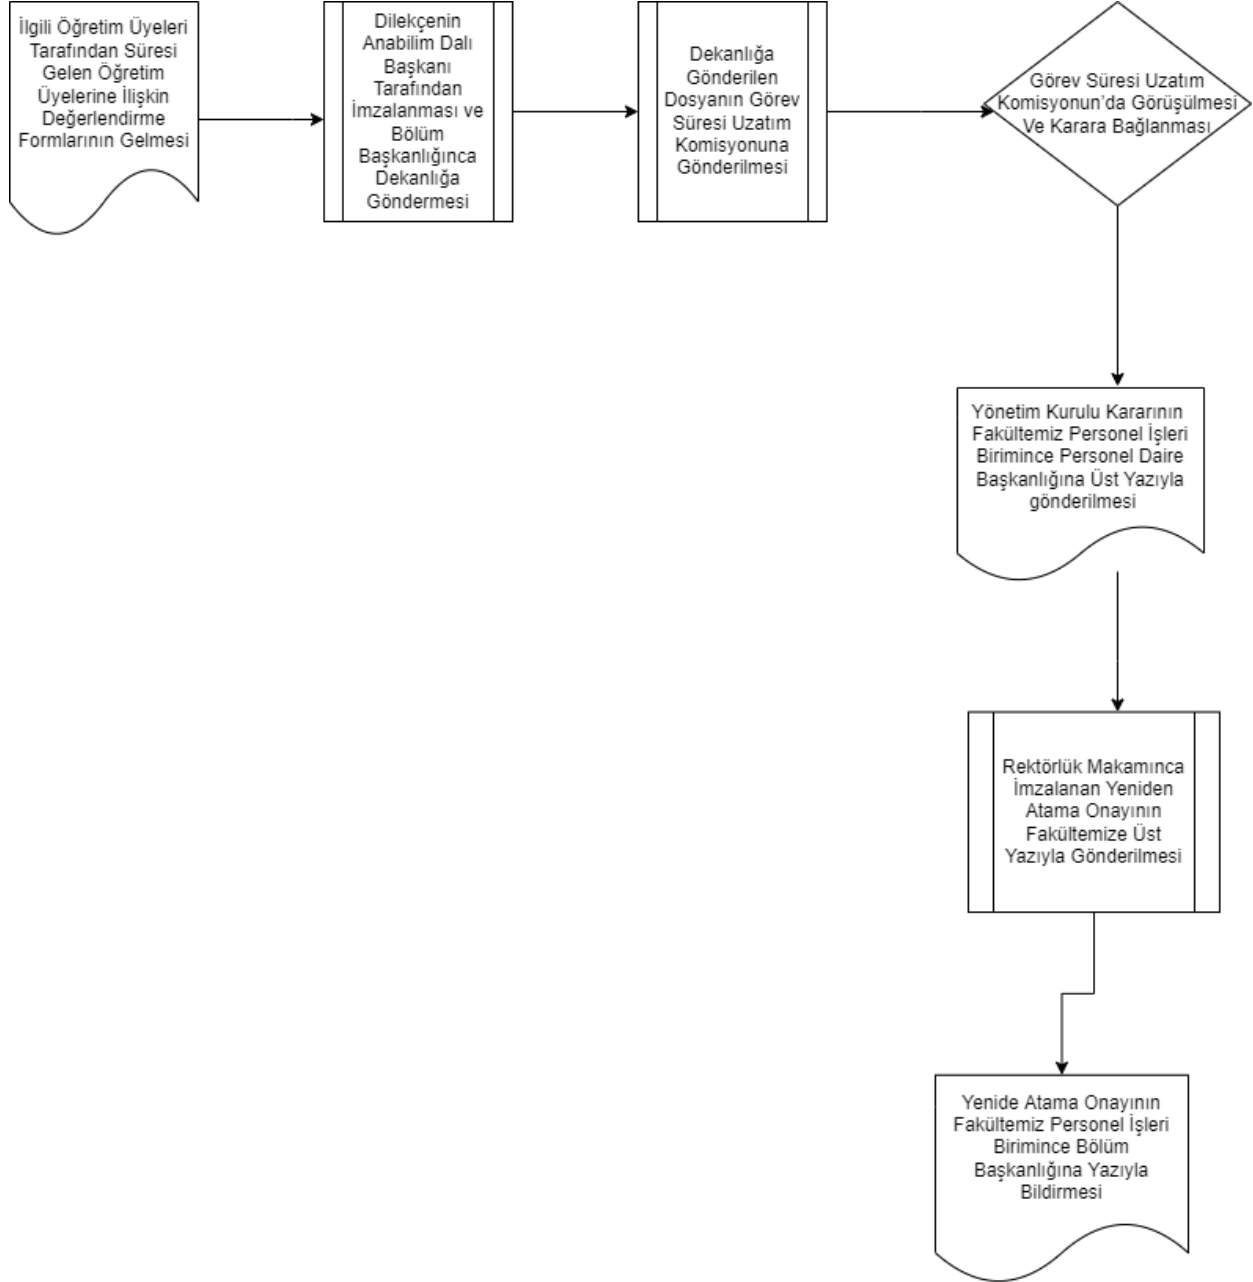 İlgili Öğretim Üyeleri
Tarafından Süresi
Gelen Öğretim
Üyelerine İlişkin
Değerlendirme
Formlarının Gelmesi
Dilekçenin
Anabilim Dalı
Başkanı
Tarafından
İmzalanması ve
Bölüm
Başkanlığınca
Dekanlığa
Göndermesi
Dekanlığa
Gönderilen
Dosyanın Görev
Süresi Uzatım
Komisyonuna
Gönderilmesi
Görev Süresi Uzatım
Komisyonun'da Görüşülmesi
Ve Karara Bağlanması
Yönetim Kurulu Kararının
Fakültemiz Personel İşleri
Birimince Personel Daire
Başkanlığına Üst Yazıyla
gönderilmesi
Rektörlük Makamınca
İmzalanan Yeniden
Atama Onayının
Fakültemize Üst
Yazıyla Gönderilmesi
Yenide Atama Onayının
Fakültemiz Personel İşleri
Birimince Bölüm
Başkanlığına Yazıyla
Bildirmesi